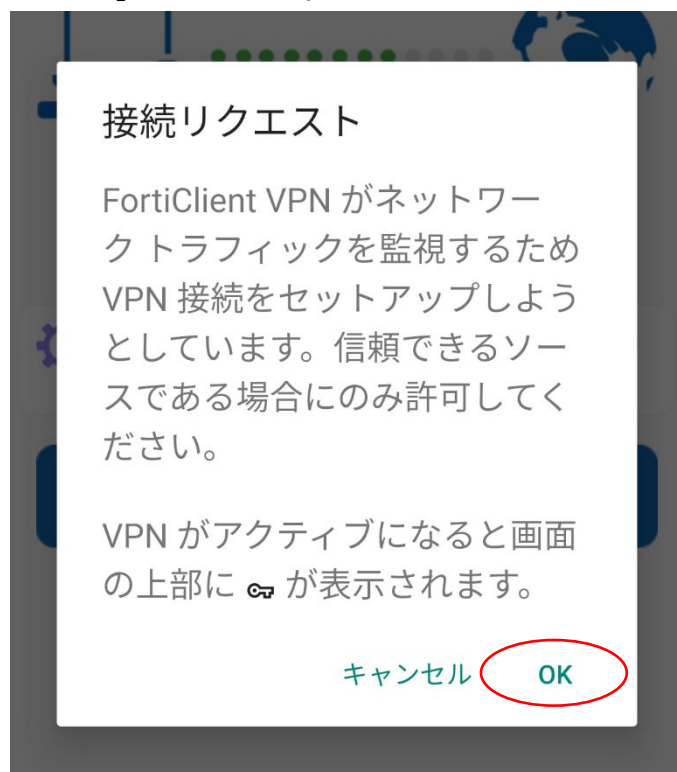 接続リクエスト
FortiClient VPN がネットワー
ク トラフィックを監視するため
VPN 接続をセットアップしよう
としています。信頼できるソー
スである場合にのみ許可してく
ださい。
VPN がアクティブになると画面
の上部に が表示されます。
キャンセル OK